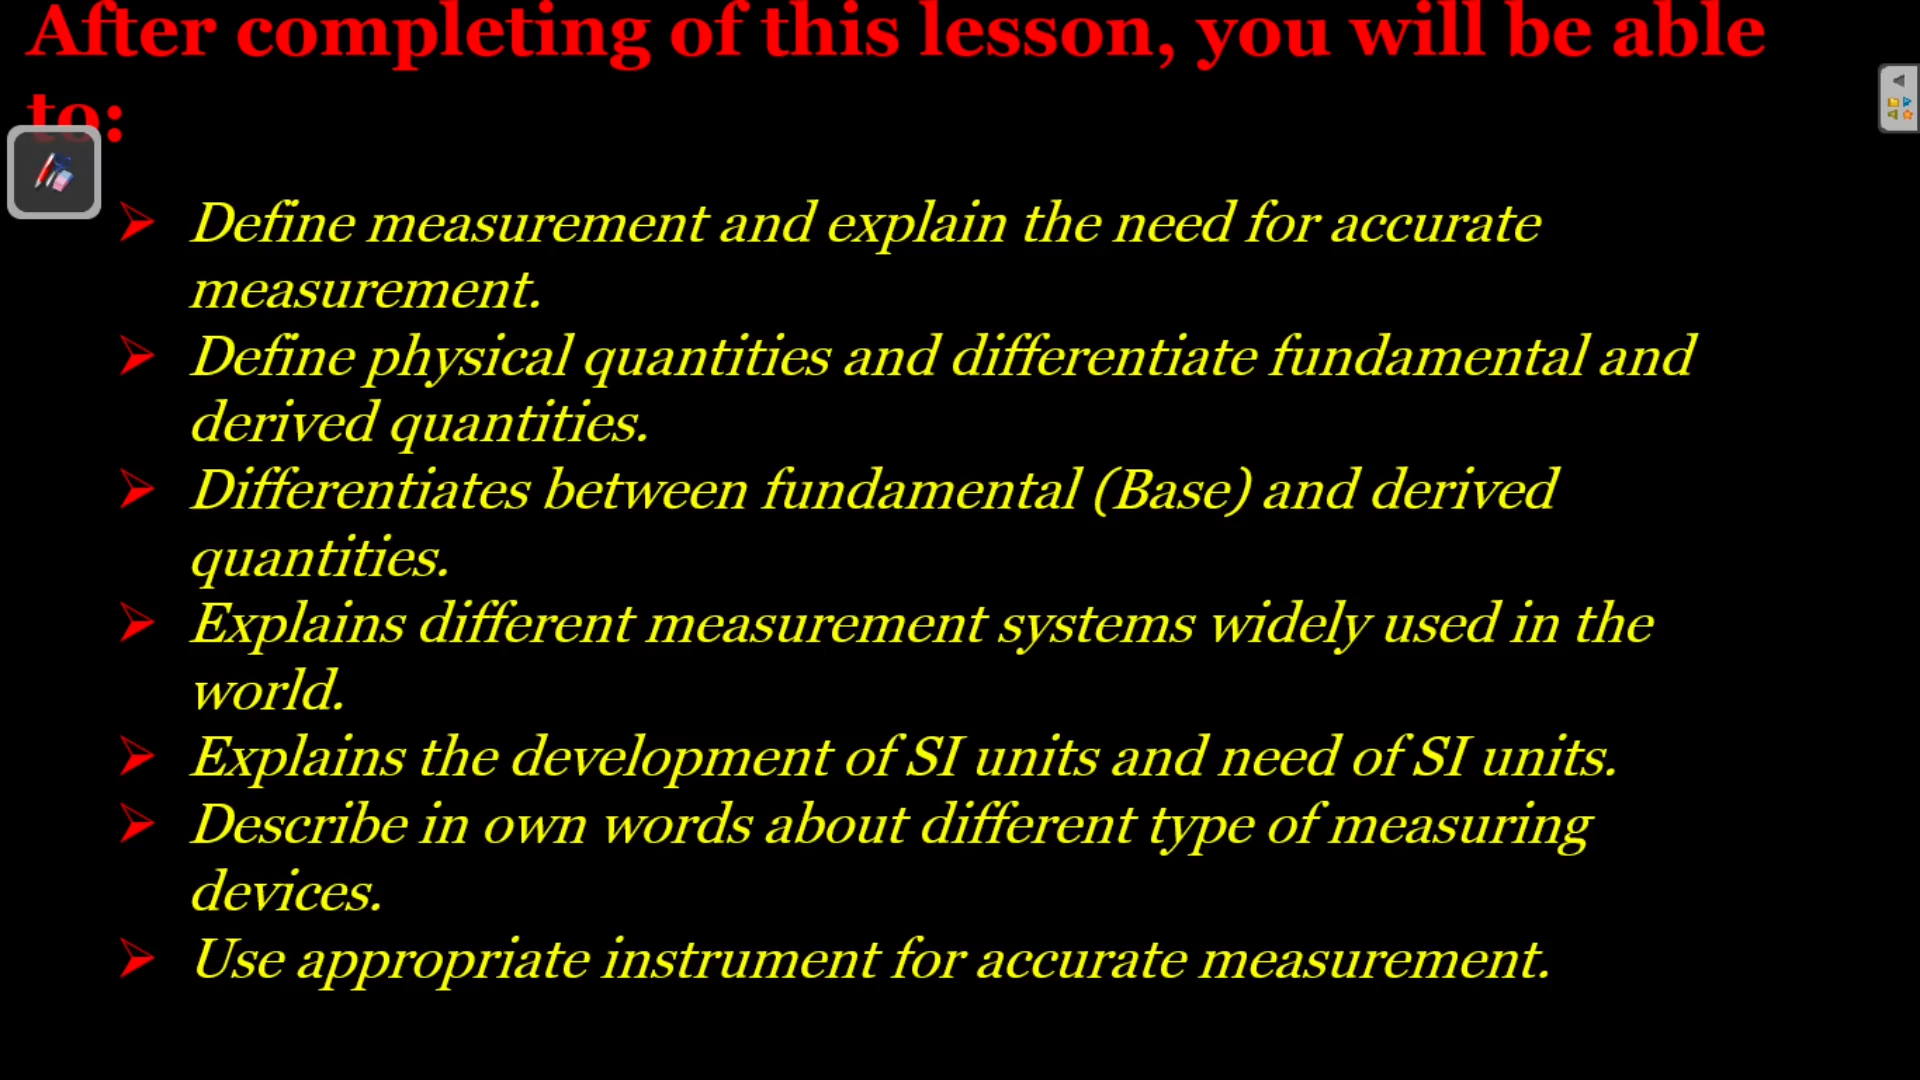 After completing of this lesson, you will be able
to:
Define measurement and explain the need for accurate
measurement.
Define physical quantities and differentiate fundamental and
derived quantities.
Differentiates between fundamental (Base) and derived
quantities.
Explains different measurement systems widely used in the
world.
Explains the development of SI units and need of SI units.
Describe in own words about different type of measuring
devices.
Use appropriate instrument for accurate measurement.